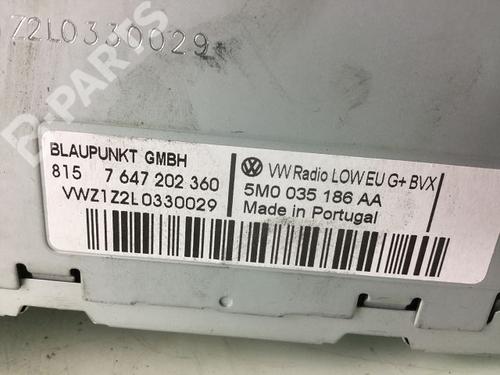 Z2L0330029
BLAUPUNKT GMBH
815 7 647 202 360
VWZ1Z2L0330029
VW Radio LOW EU G+ BVX
5M0 035 186 AA
Made in Portugal